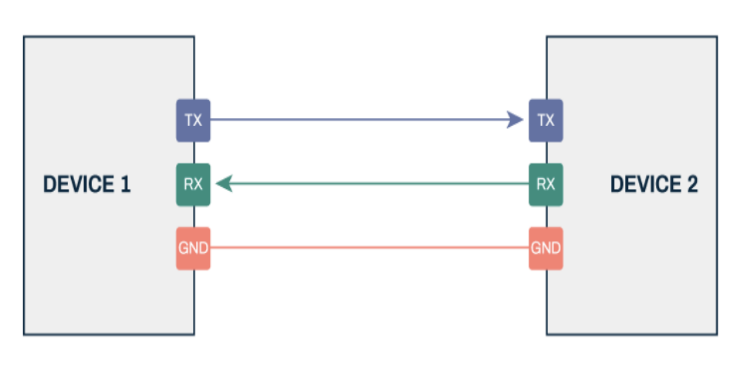 TX
TX
DEVICE 1
RX
RX
DEVICE 2
GND
GND